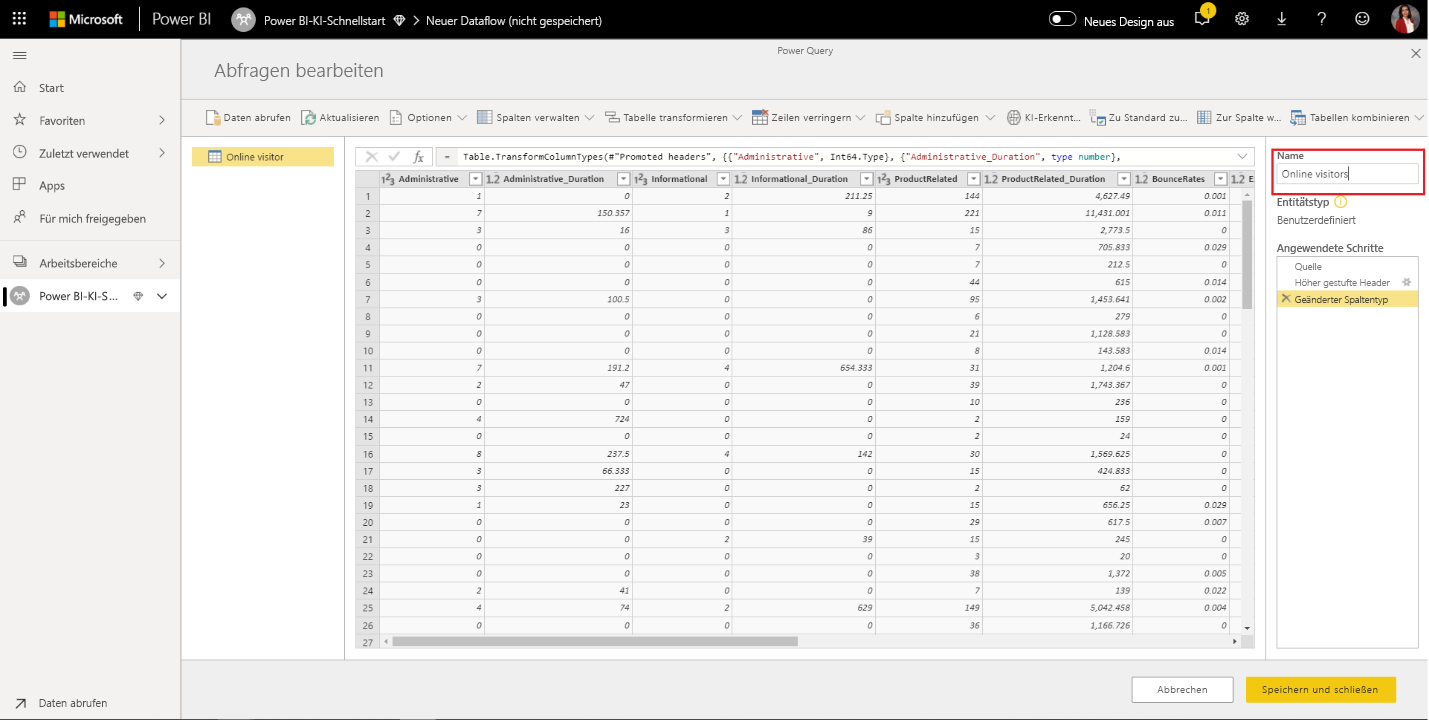 Microsoft Power BI Power BI-KI-Schnellstart > Neuer Dataflow (nicht gespeichert) Neues Design aus 1
Power Query
Abfragen bearbeiten
Start
Favoriten
Zuletzt verwendet
Apps
Für mich freigegeben
Arbeitsbereiche
Power BI-KI-S...
Daten abrufen
Daten abrufen Aktualisieren Optionen Spalten verwalten Tabelle transformieren Zeilen verringern Spalte hinzufügen KI-Erkennt... Zu Standard zu... Zur Spalte w... Tabellen kombinieren
Online visitor
fx = Table.TransformColumnTypes(#"Promoted headers", {{"Administrative", Int64.Type}, {"Administrative_Duration", type number},
123 Administrative 1.2 Administrative_Duration 123 Informational 1.2 Informational_Duration 123 ProductRelated 1.2 ProductRelated_Duration 1.2 BounceRates 1.2 E
1 1 0 2 211.25 144 4,627.49 0.001
2 7 150.357 1 9 221 11,431.001 0.011
3 3 16 3 86 15 2,773.5 0
4 0 0 0 0 7 705.833 0.029
5 0 0 0 0 7 212.5 0
6 0 0 0 0 44 615 0.014
7 3 100.5 0 0 95 1,453.641 0.002
8 0 0 0 0 6 279 0
9 0 0 0 0 21 1,128.583 0
10 0 0 0 0 8 143.583 0.014
11 7 191.2 4 654.333 31 1,204.6 0.001
12 2 47 0 0 39 1,743.367 0
13 0 0 0 0 10 236 0
14 4 724 0 0 2 159 0
15 0 0 0 0 2 24 0
16 8 237.5 4 142 30 1,569.625 0
17 3 66.333 0 0 15 424.833 0
18 3 227 0 0 2 62 0
19 1 23 0 0 15 656.25 0.029
20 0 0 0 0 29 617.5 0.007
21 0 0 2 39 15 245 0
22 0 0 0 0 3 20 0
23 0 0 0 0 38 1,372 0.005
24 2 41 0 0 7 139 0.022
25 4 74 2 629 149 5,042.458 0.004
26 0 0 0 0 36 1,166.726 0
27
Name
Online visitors
Entitätstyp
Benutzerdefiniert
Angewendete Schritte
Quelle
Höher gestufte Header
Geänderter Spaltentyp
Abbrechen Speichern und schließen